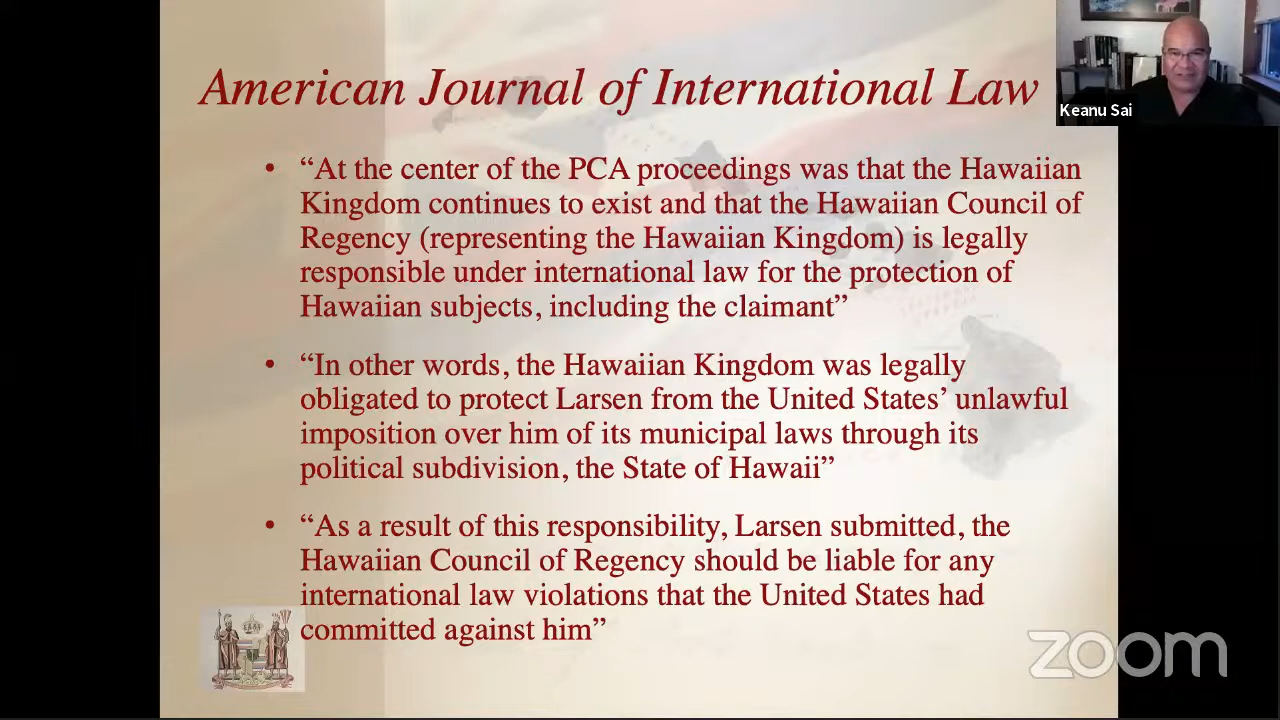 American Journal of International Law
Keanu Sai
• “At the center of the PCA proceedings was that the Hawaiian
Kingdom continues to exist and that the Hawaiian Council of
Regency (representing the Hawaiian Kingdom) is legally
responsible under international law for the protection of
Hawaiian subjects, including the claimant”
• “In other words, the Hawaiian Kingdom was legally
obligated to protect Larsen from the United States’ unlawful
imposition over him of its municipal laws through its
political subdivision, the State of Hawaii”
• “As a result of this responsibility, Larsen submitted, the
Hawaiian Council of Regency should be liable for any
international law violations that the United States had
committed against him”
zoom